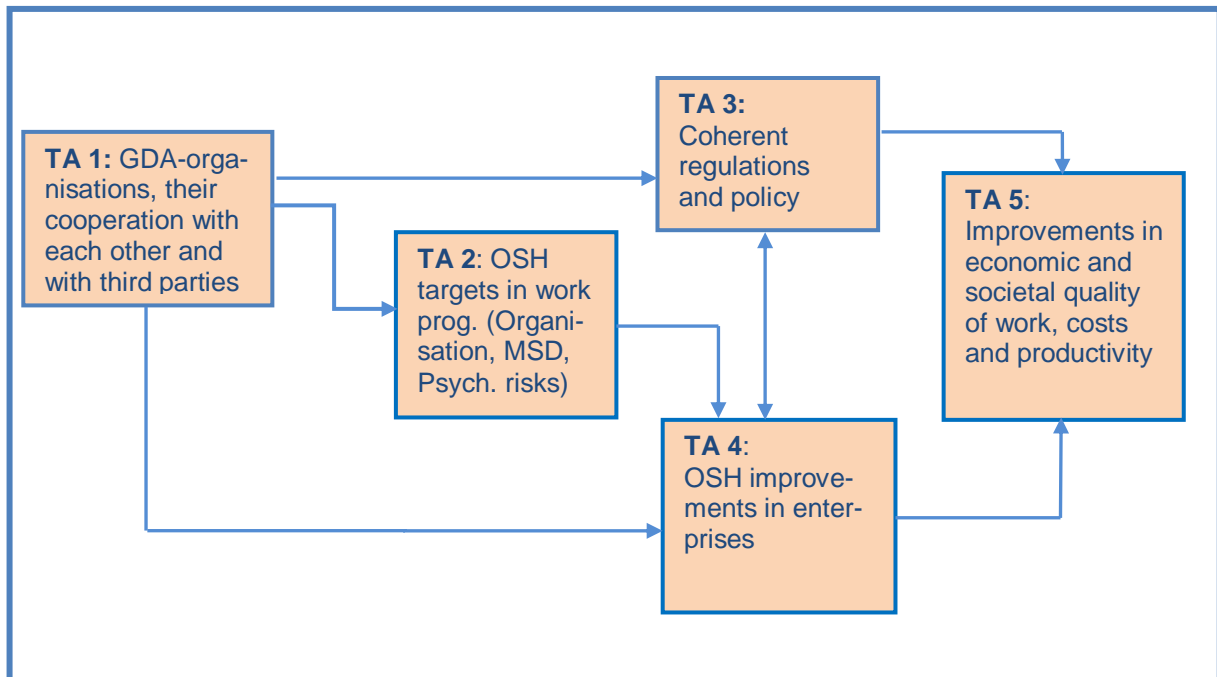 TA 1: GDA-orga-
nisations, their
cooperation with
each other and
with third parties
TA 2: OSH
targets in work
prog. (Organi-
sation, MSD,
Psych. risks)
TA 3:
Coherent
regulations
and policy
TA 4:
OSH improve-
ments in enter-
prises
TA 5:
Improvements in
economic and
societal quality
of work, costs
and productivity